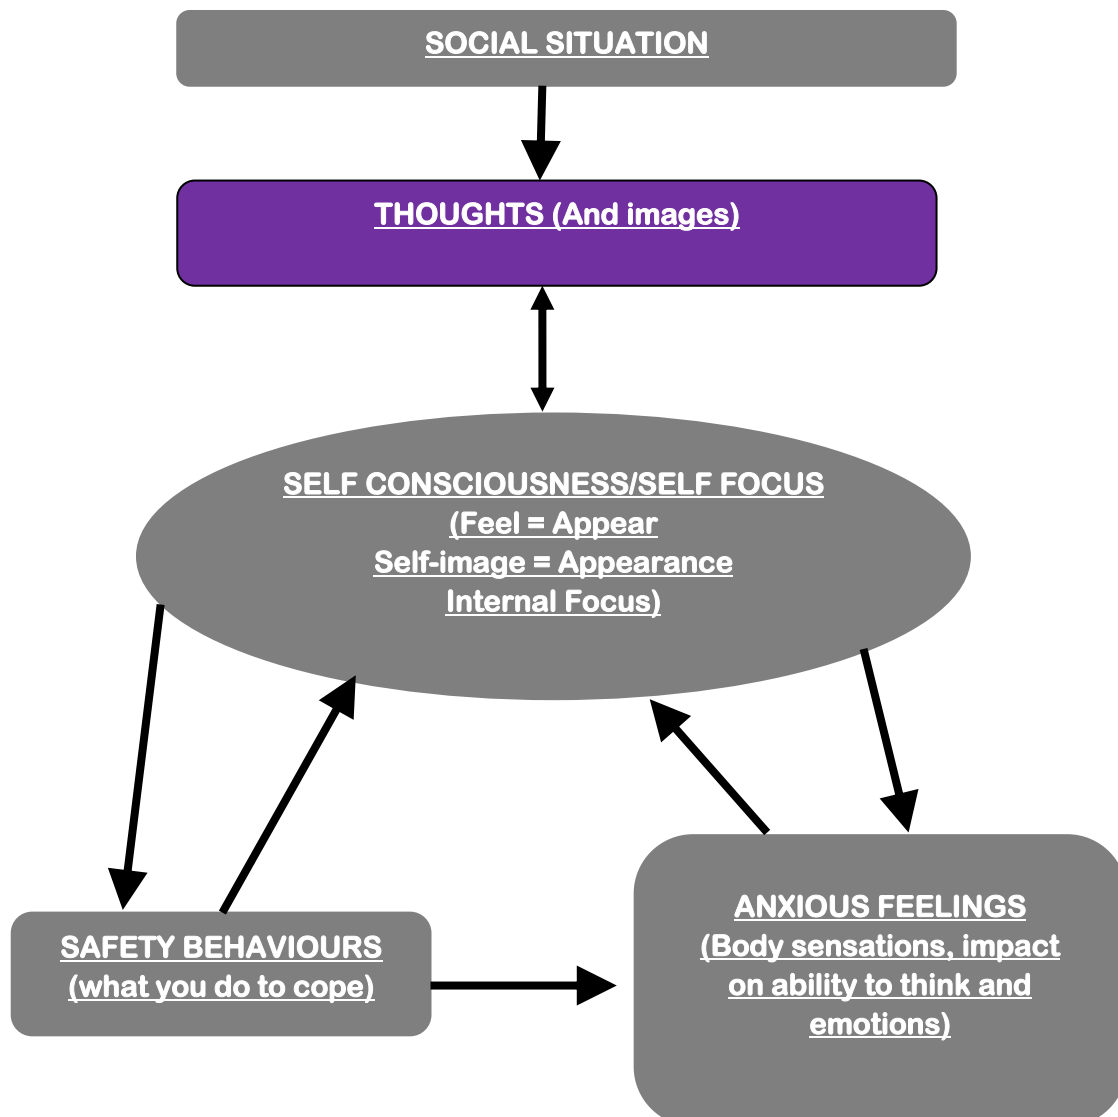 SOCIAL SITUATION
THOUGHTS (And images)
SELF CONSCIOUSNESS/SELF FOCUS
(Feel = Appear
Self-image = Appearance
Internal Focus)
SAFETY BEHAVIOURS
(what you do to cope)
ANXIOUS FEELINGS
(Body sensations, impact
on ability to think and
emotions)